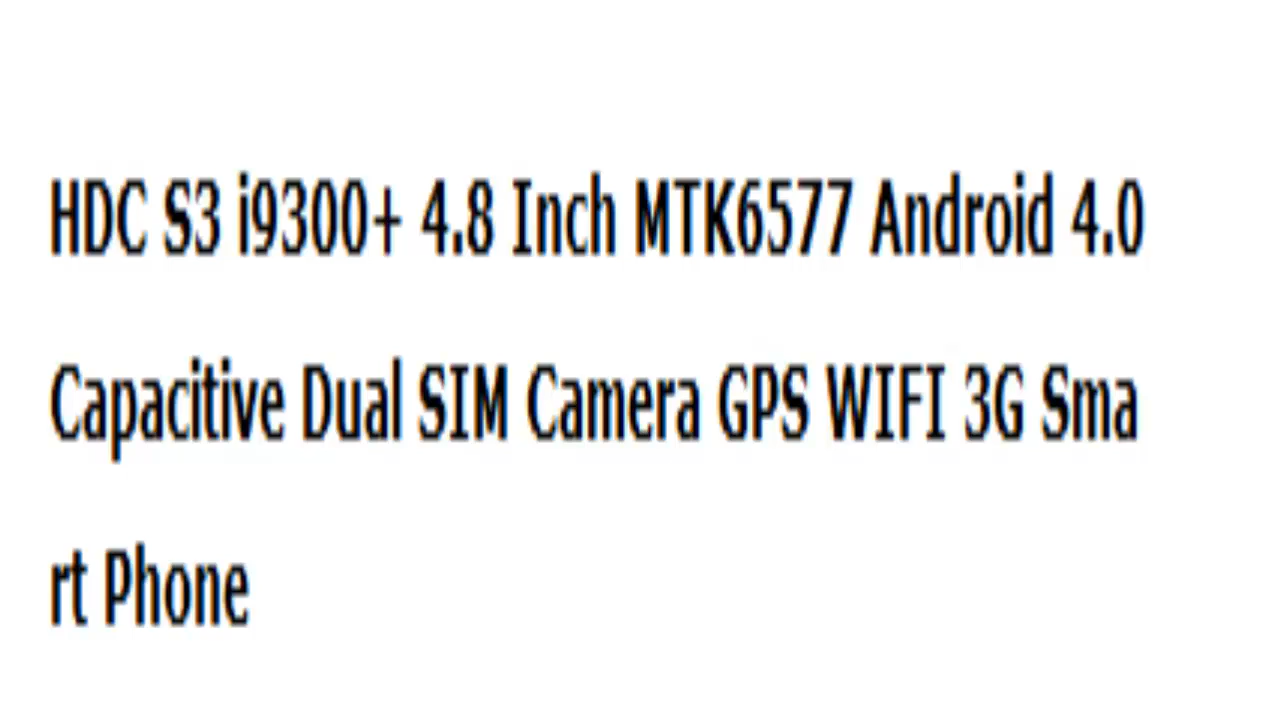 HDC S3 i9300+ 4.8 Inch MTK6577 Android 4.0
Capacitive Dual SIM Camera GPS WIFI 3G Sma
rt Phone